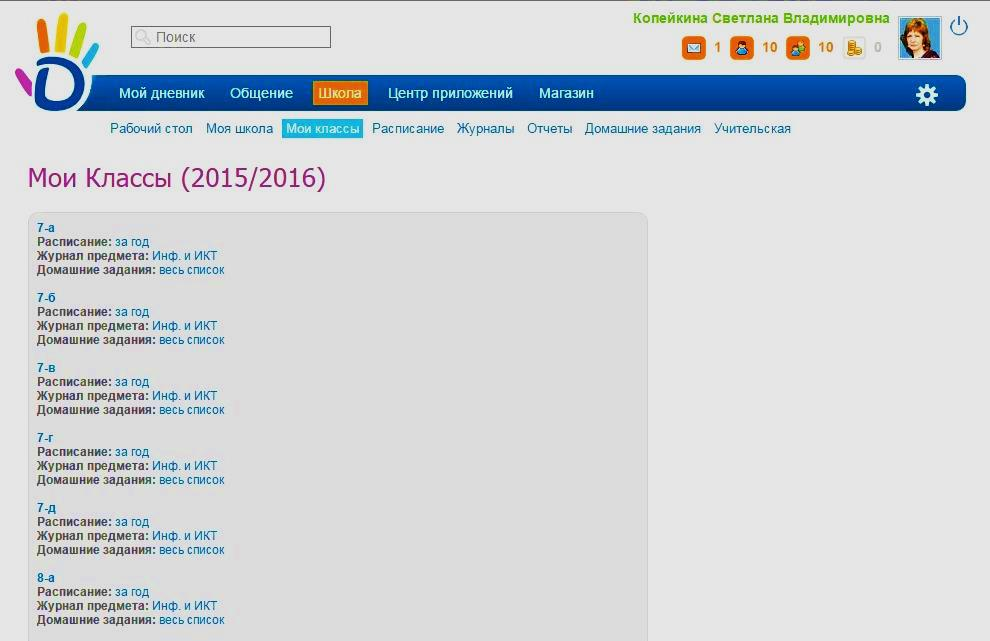 Копейкина Светлана Владимировна
Поиск
1 10 10 0
Мой дневник Общение Школа Центр приложений Магазин
Рабочий стол Моя школа Мои классы Расписание Журналы Отчеты Домашние задания Учительская
Мои Классы (2015/2016)
7-а
Расписание: за год
Журнал предмета: Инф. и ИКТ
Домашние задания: весь список
7-б
Расписание: за год
Журнал предмета: Инф. и ИКТ
Домашние задания: весь список
7-в
Расписание: за год
Журнал предмета: Инф. и ИКТ
Домашние задания: весь список
7-г
Расписание: за год
Журнал предмета: Инф. и ИКТ
Домашние задания: весь список
7-д
Расписание: за год
Журнал предмета: Инф. и ИКТ
Домашние задания: весь список
8-а
Расписание: за год
Журнал предмета: Инф. и ИКТ
Домашние задания: весь список